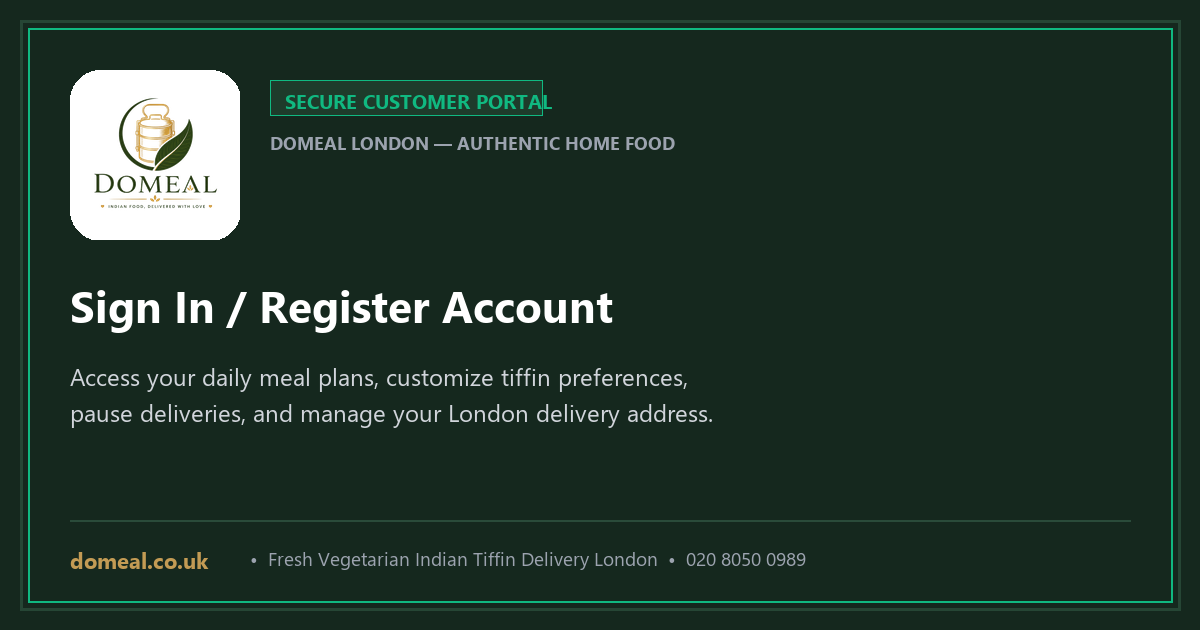 DOMEAL
INDIAN FOOD, DELIVERED WITH LOVE
SECURE CUSTOMER PORTAL
DOMEAL LONDON — AUTHENTIC HOME FOOD
Sign In / Register Account
Access your daily meal plans, customize tiffin preferences,
pause deliveries, and manage your London delivery address.
domeal.co.uk • Fresh Vegetarian Indian Tiffin Delivery London • 020 8050 0989